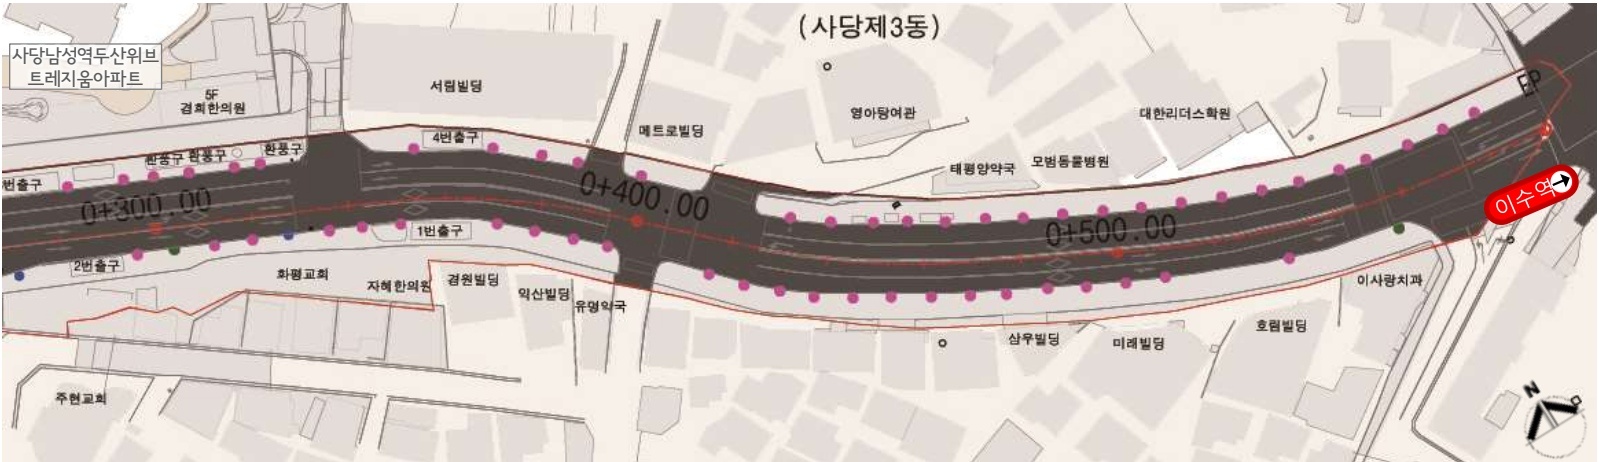 (사당제3동)
사당남성역두산위브
트레지움아파트
5F
경희한의원
서림빌딩
4번출구
메트로빌딩
영아당여관
대한리더스학원
EP
환풍구
환풍구
환풍구
번출구
태평양약국
모범동물병원
이수역
0+300.00
0+400.00
0+500.00
1번출구
2번출구
화평교회
자혜한의원
경원빌딩
익산빌딩
유명약국
이사랑치과
삼우빌딩
미래빌딩
호림빌딩
주현교회
N